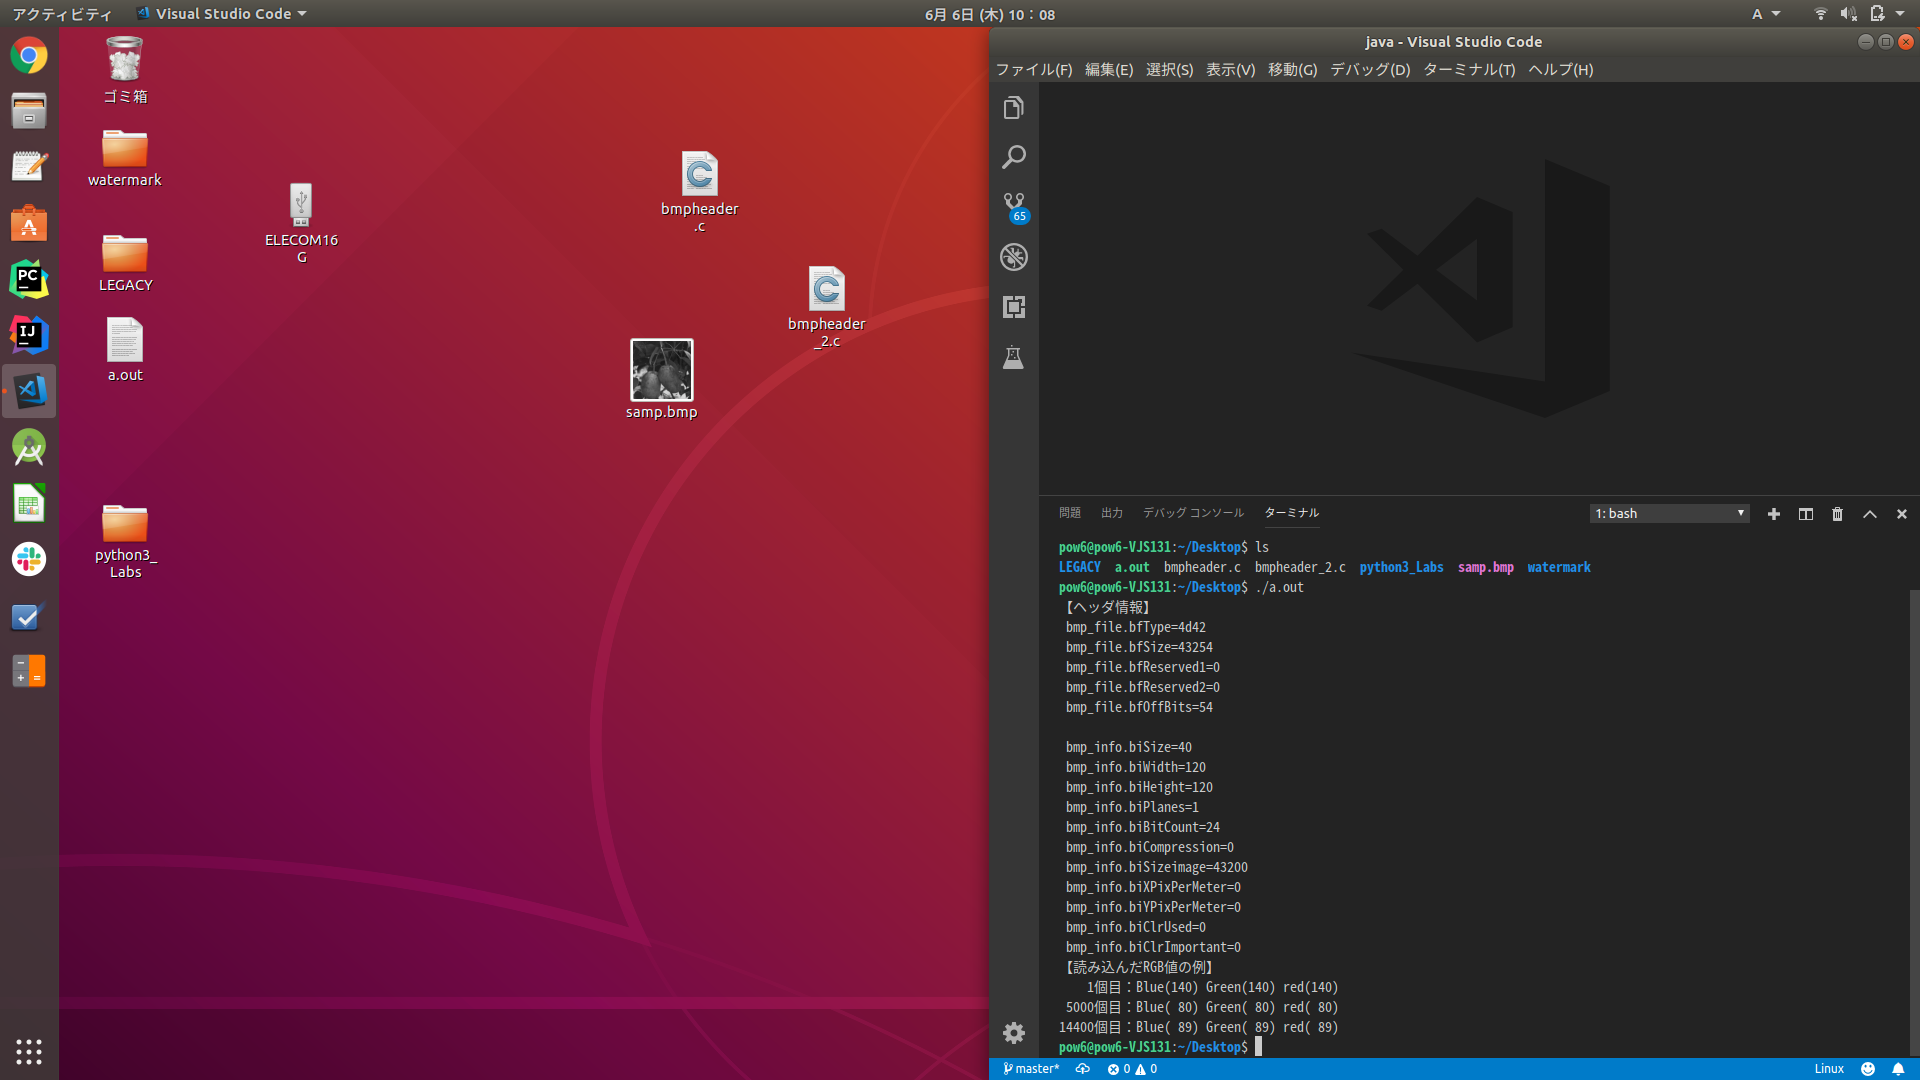 アクティビティ Visual Studio Code 6月 6日 (木) 10：08 A
ゴミ箱
watermark
LEGACY
a.out
python3_
Labs
ELECOM16
G
bmpheader
.c
bmpheader
_2.c
samp.bmp
PC
IJ
java - Visual Studio Code
ファイル(F) 編集(E) 選択(S) 表示(V) 移動(G) デバッグ(D) ターミナル(T) ヘルプ(H)
65
問題 出力 デバッグ コンソール ターミナル 1: bash
pow6@pow6-VJS131:~/Desktop$ ls
LEGACY a.out bmpheader.c bmpheader_2.c python3_Labs samp.bmp watermark
pow6@pow6-VJS131:~/Desktop$ ./a.out
【ヘッダ情報】
bmp_file.bfType=4d42
bmp_file.bfSize=43254
bmp_file.bfReserved1=0
bmp_file.bfReserved2=0
bmp_file.bfOffBits=54
bmp_info.biSize=40
bmp_info.biWidth=120
bmp_info.biHeight=120
bmp_info.biPlanes=1
bmp_info.biBitCount=24
bmp_info.biCompression=0
bmp_info.biSizeimage=43200
bmp_info.biXPixPerMeter=0
bmp_info.biYPixPerMeter=0
bmp_info.biClrUsed=0
bmp_info.biClrImportant=0
【読み込んだRGB値の例】
1個目：Blue(140) Green(140) red(140)
5000個目：Blue( 80) Green( 80) red( 80)
14400個目：Blue( 89) Green( 89) red( 89)
pow6@pow6-VJS131:~/Desktop$
master* 0 0 Linux